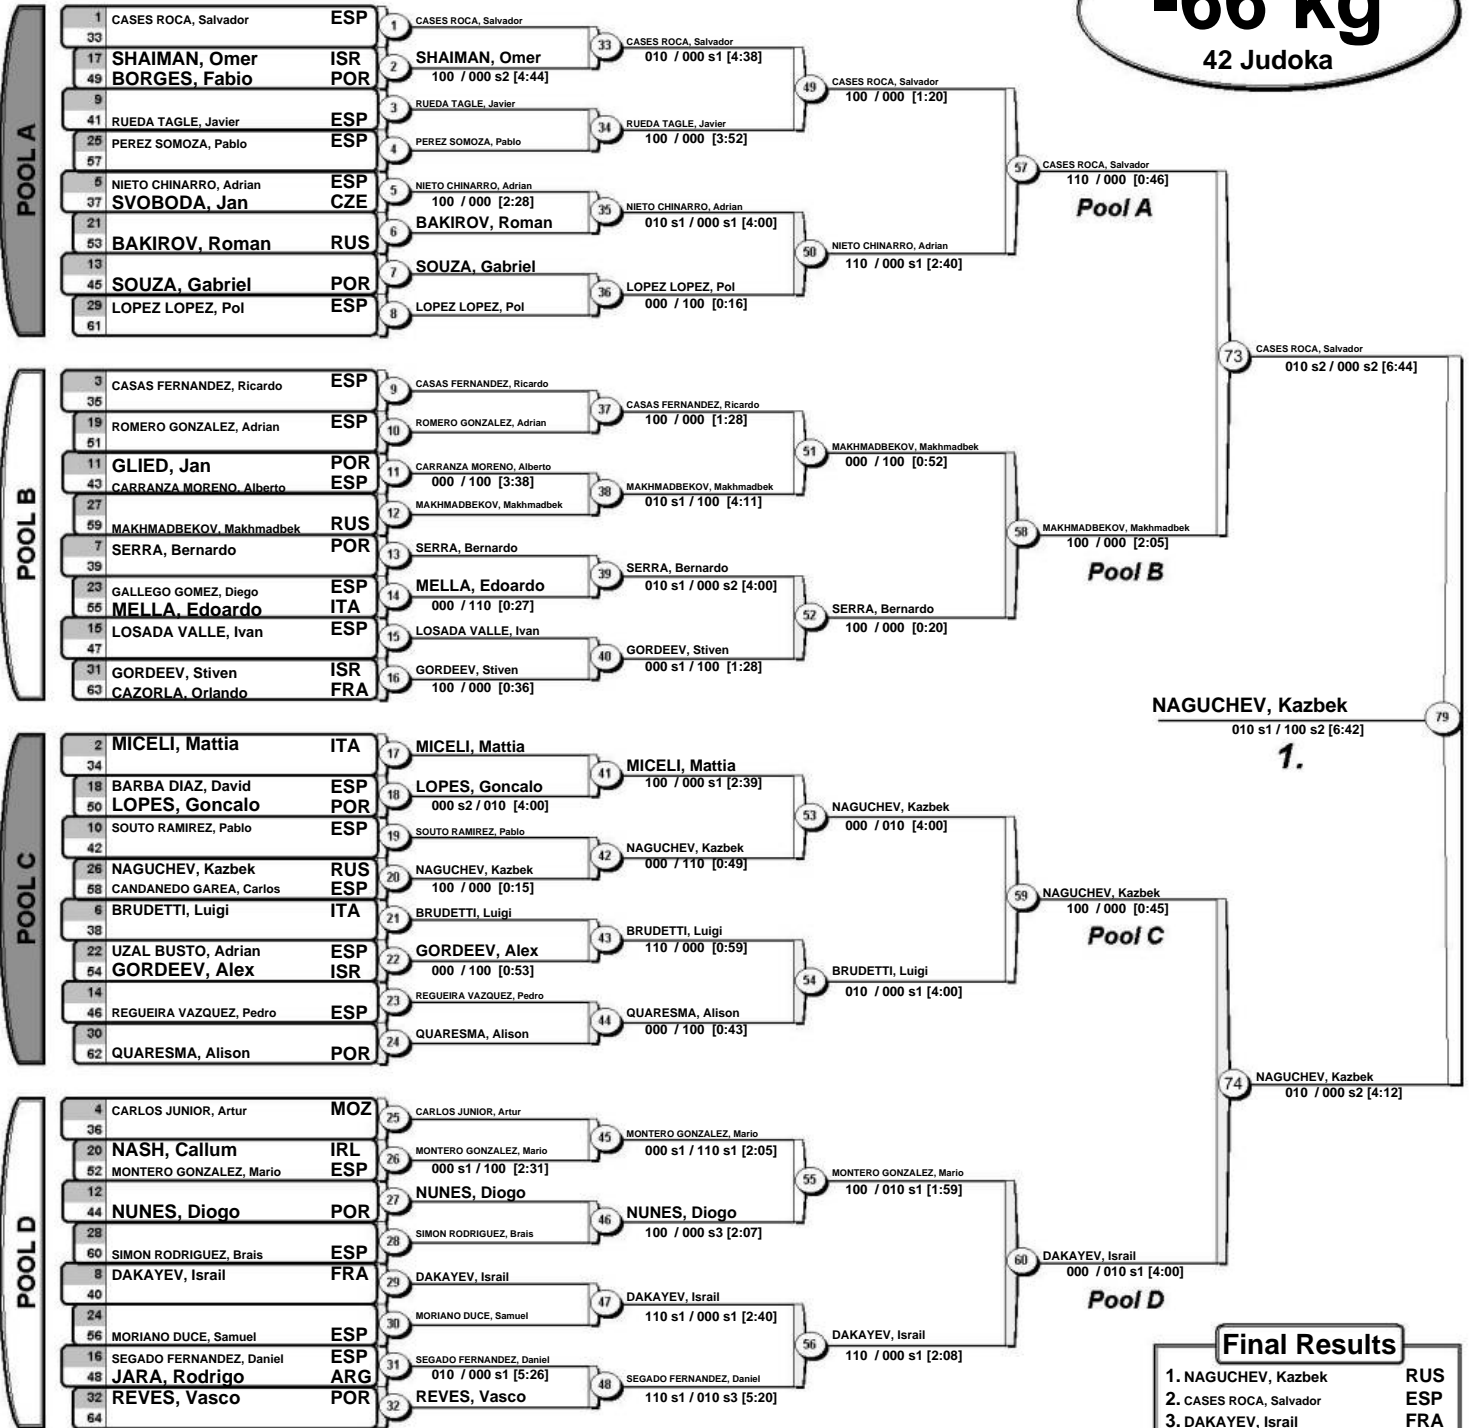 -66 kg
42 Judoka
POOL A
1 CASES ROCA, Salvador ESP
33
17 SHAIMAN, Omer ISR
49 BORGES, Fabio POR
9
41 RUEDA TAGLE, Javier ESP
25 PEREZ SOMOZA, Pablo ESP
57
5 NIETO CHINARRO, Adrian ESP
37 SVOBODA, Jan CZE
21
53 BAKIROV, Roman RUS
13
45 SOUZA, Gabriel POR
29 LOPEZ LOPEZ, Pol ESP
61
1 CASES ROCA, Salvador
2 SHAIMAN, Omer
100 / 000 s2 [4:44]
3 RUEDA TAGLE, Javier
4 PEREZ SOMOZA, Pablo
5 NIETO CHINARRO, Adrian
100 / 000 [2:28]
6 BAKIROV, Roman
7 SOUZA, Gabriel
8 LOPEZ LOPEZ, Pol
33 CASES ROCA, Salvador
010 / 000 s1 [4:38]
34 RUEDA TAGLE, Javier
100 / 000 [3:52]
35 NIETO CHINARRO, Adrian
010 s1 / 000 s1 [4:00]
36 LOPEZ LOPEZ, Pol
000 / 100 [0:16]
49 CASES ROCA, Salvador
100 / 000 [1:20]
50 NIETO CHINARRO, Adrian
110 / 000 s1 [2:40]
57 CASES ROCA, Salvador
110 / 000 [0:46]
Pool A
POOL B
3 CASAS FERNANDEZ, Ricardo ESP
35
19 ROMERO GONZALEZ, Adrian ESP
51
11 GLIED, Jan POR
43 CARRANZA MORENO, Alberto ESP
27
59 MAKHMADBEKOV, Makhmadbek RUS
7 SERRA, Bernardo POR
39
23 GALLEGO GOMEZ, Diego ESP
55 MELLA, Edoardo ITA
15 LOSADA VALLE, Ivan ESP
47
31 GORDEEV, Stiven ISR
63 CAZORLA, Orlando FRA
9 CASAS FERNANDEZ, Ricardo
10 ROMERO GONZALEZ, Adrian
11 CARRANZA MORENO, Alberto
000 / 100 [3:38]
12 MAKHMADBEKOV, Makhmadbek
13 SERRA, Bernardo
14 MELLA, Edoardo
000 / 110 [0:27]
15 LOSADA VALLE, Ivan
16 GORDEEV, Stiven
100 / 000 [0:36]
37 CASAS FERNANDEZ, Ricardo
100 / 000 [1:28]
38 MAKHMADBEKOV, Makhmadbek
010 s1 / 100 [4:11]
39 SERRA, Bernardo
010 s1 / 000 s2 [4:00]
40 GORDEEV, Stiven
000 s1 / 100 [1:28]
51 MAKHMADBEKOV, Makhmadbek
000 / 100 [0:52]
52 SERRA, Bernardo
100 / 000 [0:20]
58 MAKHMADBEKOV, Makhmadbek
100 / 000 [2:05]
Pool B
73 CASES ROCA, Salvador
010 s2 / 000 s2 [6:44]
NAGUCHEV, Kazbek 79
010 s1 / 100 s2 [6:42]
1.
POOL C
2 MICELI, Mattia ITA
34
18 BARBA DIAZ, David ESP
50 LOPES, Goncalo POR
10 SOUTO RAMIREZ, Pablo ESP
42
26 NAGUCHEV, Kazbek RUS
58 CANDANEDO GAREA, Carlos ESP
6 BRUDETTI, Luigi ITA
38
22 UZAL BUSTO, Adrian ESP
54 GORDEEV, Alex ISR
14
46 REGUEIRA VAZQUEZ, Pedro ESP
30
62 QUARESMA, Alison POR
17 MICELI, Mattia
18 LOPES, Goncalo
000 s2 / 010 [4:00]
19 SOUTO RAMIREZ, Pablo
20 NAGUCHEV, Kazbek
100 / 000 [0:15]
21 BRUDETTI, Luigi
22 GORDEEV, Alex
000 / 100 [0:53]
23 REGUEIRA VAZQUEZ, Pedro
24 QUARESMA, Alison
41 MICELI, Mattia
100 / 000 s1 [2:39]
42 NAGUCHEV, Kazbek
000 / 110 [0:49]
43 BRUDETTI, Luigi
110 / 000 [0:59]
44 QUARESMA, Alison
000 / 100 [0:43]
53 NAGUCHEV, Kazbek
000 / 010 [4:00]
54 BRUDETTI, Luigi
010 / 000 s1 [4:00]
59 NAGUCHEV, Kazbek
100 / 000 [0:45]
Pool C
POOL D
4 CARLOS JUNIOR, Artur MOZ
36
20 NASH, Callum IRL
52 MONTERO GONZALEZ, Mario ESP
12
44 NUNES, Diogo POR
28
60 SIMON RODRIGUEZ, Brais ESP
8 DAKAYEV, Israil FRA
40
24
56 MORIANO DUCE, Samuel ESP
16 SEGADO FERNANDEZ, Daniel ESP
48 JARA, Rodrigo ARG
32 REVES, Vasco POR
64
25 CARLOS JUNIOR, Artur
26 MONTERO GONZALEZ, Mario
000 s1 / 100 [2:31]
27 NUNES, Diogo
28 SIMON RODRIGUEZ, Brais
29 DAKAYEV, Israil
30 MORIANO DUCE, Samuel
31 SEGADO FERNANDEZ, Daniel
010 / 000 s1 [5:26]
32 REVES, Vasco
45 MONTERO GONZALEZ, Mario
000 s1 / 110 s1 [2:05]
46 NUNES, Diogo
100 / 000 s3 [2:07]
47 DAKAYEV, Israil
110 s1 / 000 s1 [2:40]
48 SEGADO FERNANDEZ, Daniel
110 s1 / 010 s3 [5:20]
55 MONTERO GONZALEZ, Mario
100 / 010 s1 [1:59]
56 DAKAYEV, Israil
110 / 000 s1 [2:08]
60 DAKAYEV, Israil
000 / 010 s1 [4:00]
Pool D
74 NAGUCHEV, Kazbek
010 / 000 s2 [4:12]
Final Results
1. NAGUCHEV, Kazbek RUS
2. CASES ROCA, Salvador ESP
3. DAKAYEV, Israil FRA